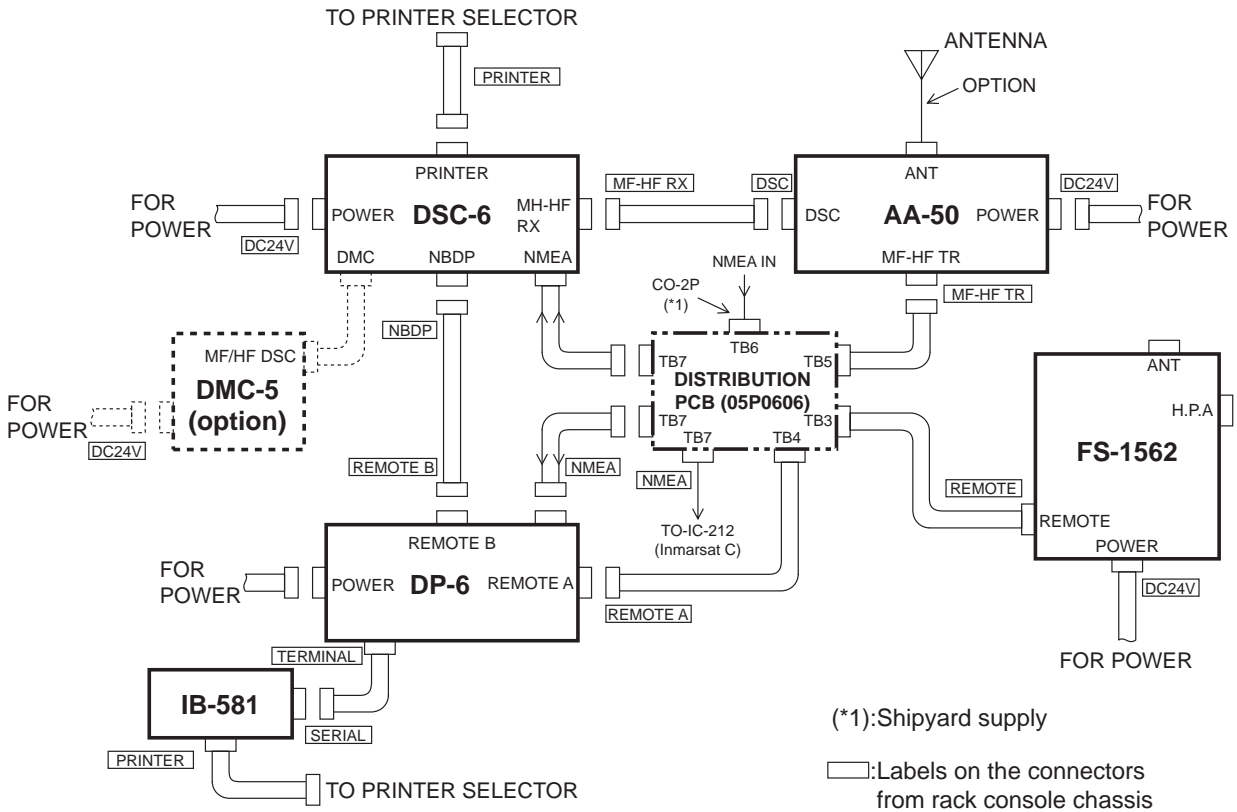 TO PRINTER SELECTOR
PRINTER
ANTENNA
OPTION
PRINTER
FOR
POWER
DC24V
POWER
DSC-6
MH-HF
RX
DMC
NBDP
NMEA
MF-HF RX
DSC
ANT
DSC
AA-50
POWER
MF-HF TR
DC24V
FOR
POWER
MF-HF TR
NMEA IN
CO-2P
(*1)
NBDP
TB6
TB7
TB5
DISTRIBUTION
PCB (05P0606)
TB7
TB3
TB7
TB4
MF/HF DSC
DMC-5
(option)
FOR
POWER
DC24V
ANT
H.P.A
FS-1562
REMOTE
REMOTE
POWER
DC24V
FOR POWER
REMOTE B
NMEA
NMEA
TO-IC-212
(Inmarsat C)
REMOTE B
FOR
POWER
POWER
DP-6
REMOTE A
REMOTE A
TERMINAL
IB-581
SERIAL
PRINTER
TO PRINTER SELECTOR
(*1):Shipyard supply
:Labels on the connectors
from rack console chassis